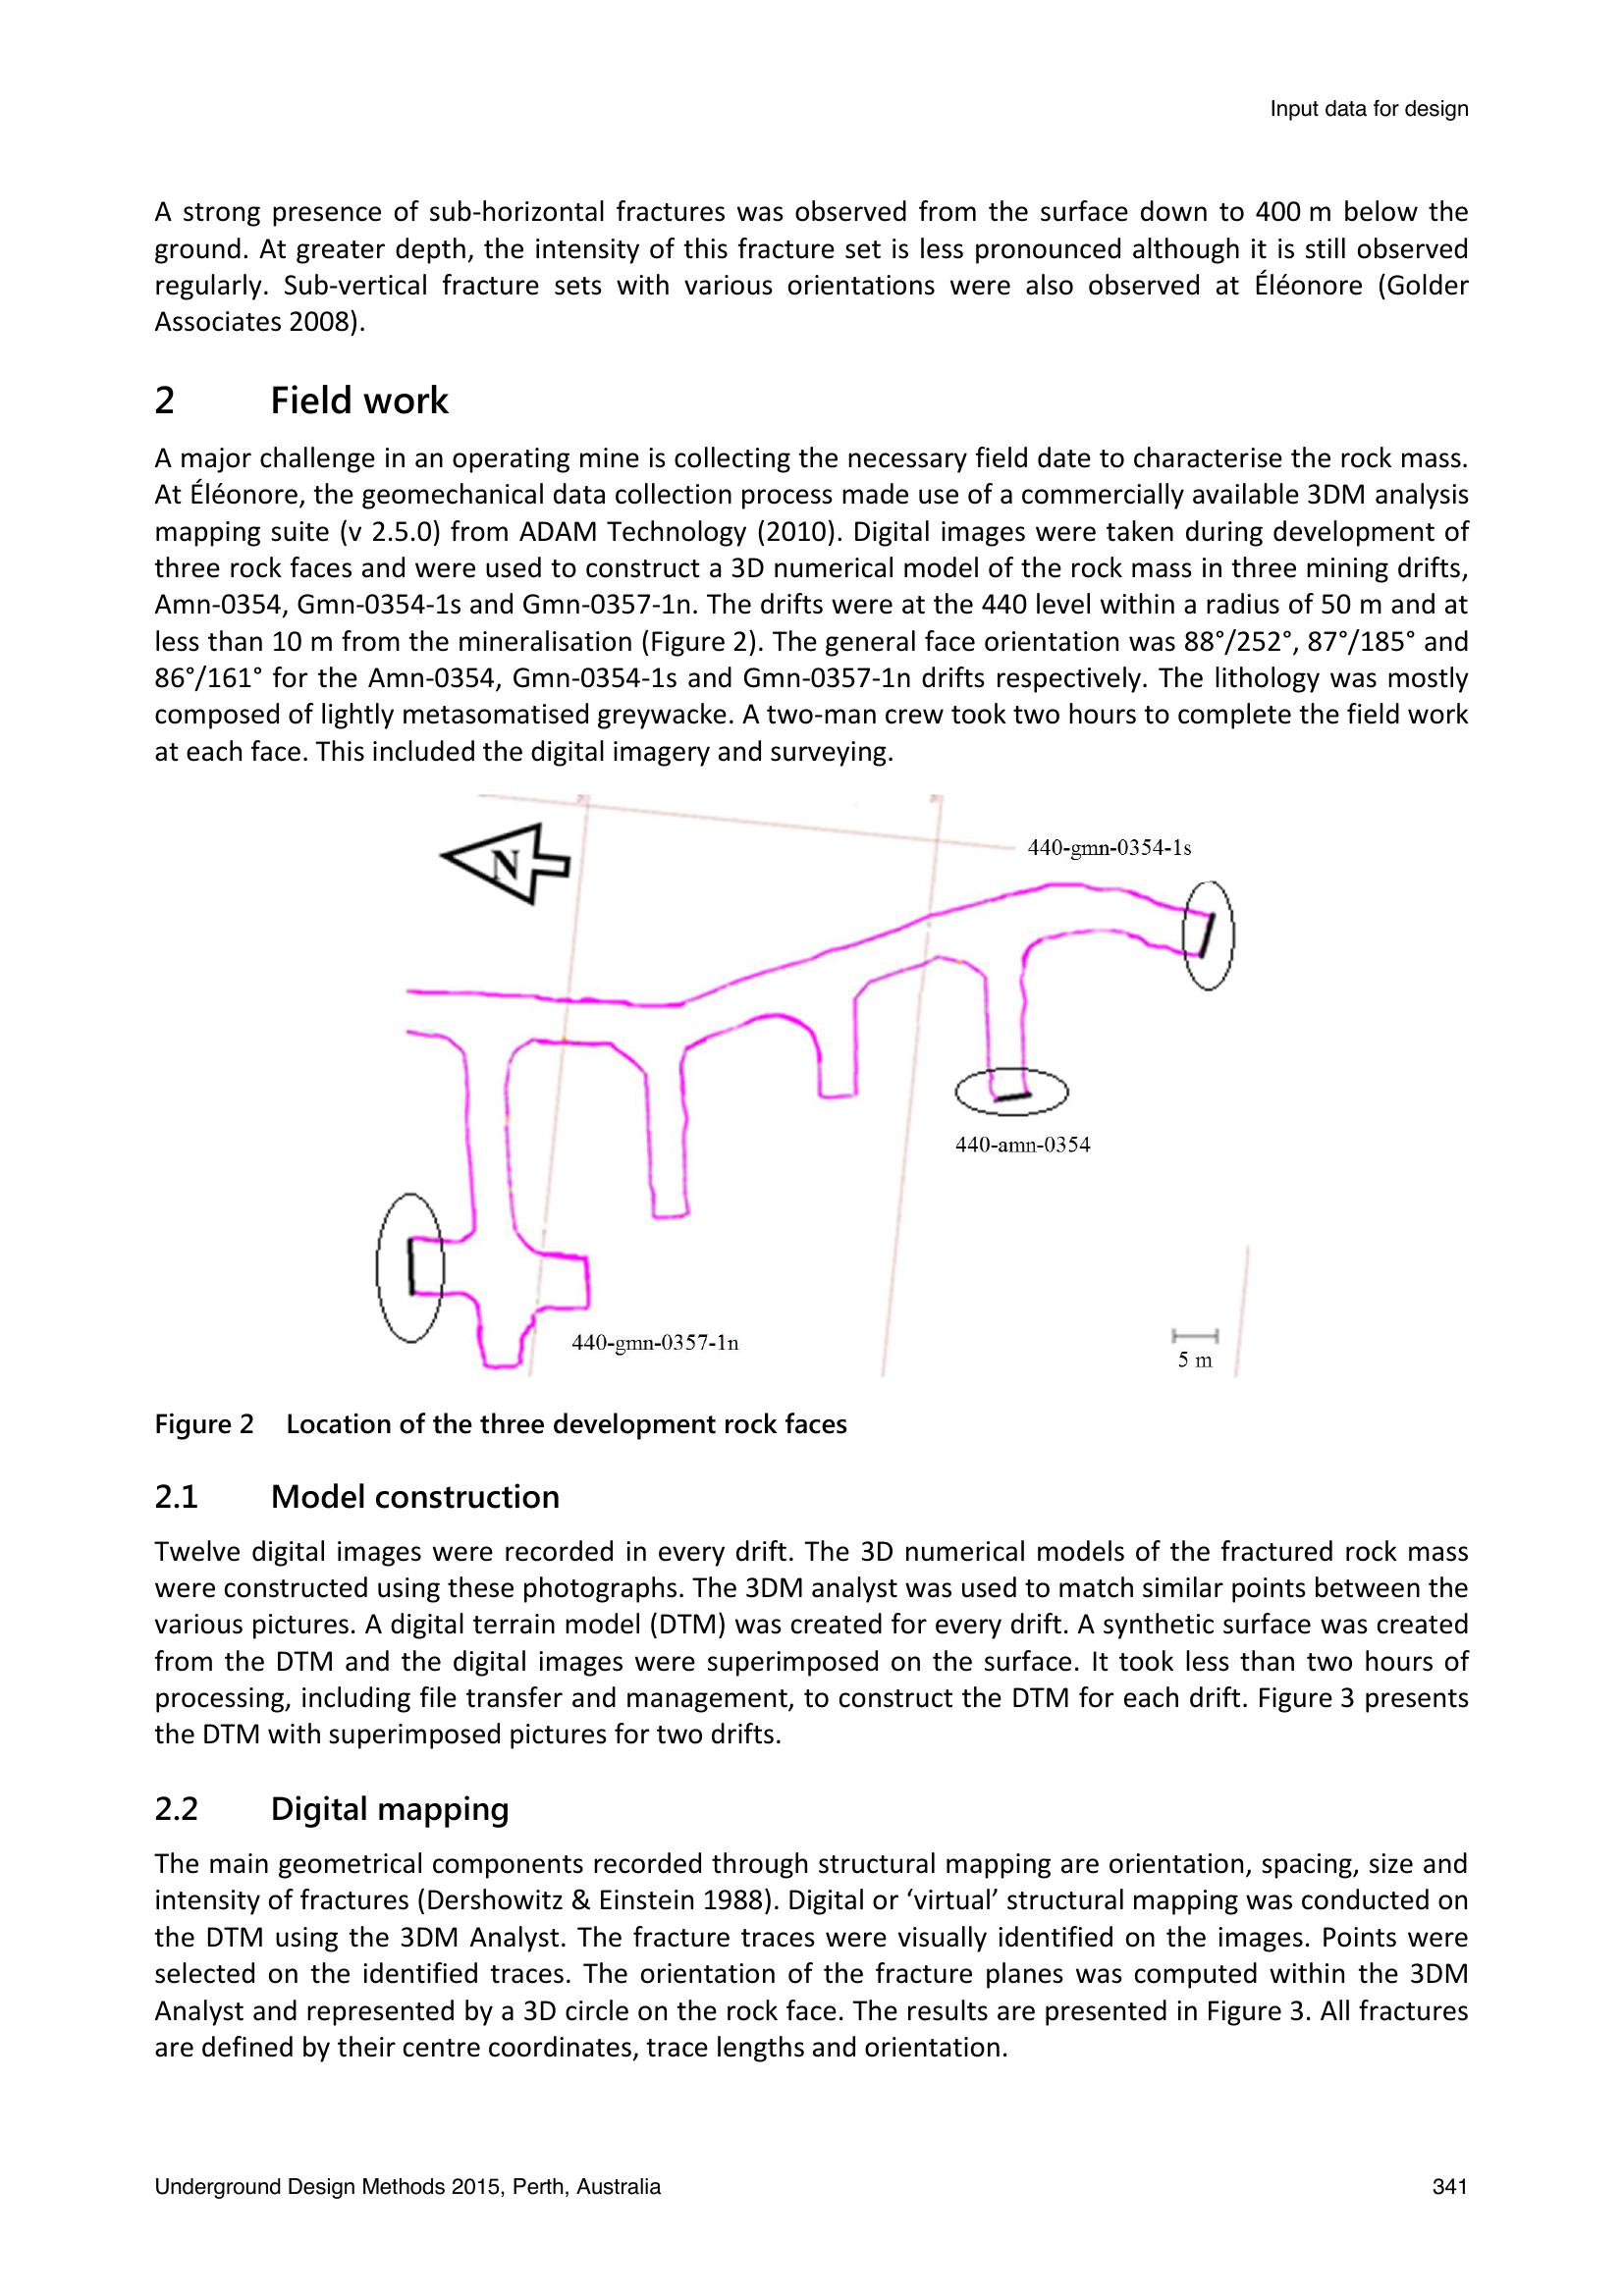 Input data for design
A strong presence of sub-horizontal fractures was observed from the surface down to 400 m below the
ground. At greater depth, the intensity of this fracture set is less pronounced although it is still observed
regularly. Sub-vertical fracture sets with various orientations were also observed at Éléonore (Golder
Associates 2008).
2 Field work
A major challenge in an operating mine is collecting the necessary field date to characterise the rock mass.
At Éléonore, the geomechanical data collection process made use of a commercially available 3DM analysis
mapping suite (v 2.5.0) from ADAM Technology (2010). Digital images were taken during development of
three rock faces and were used to construct a 3D numerical model of the rock mass in three mining drifts,
Amn-0354, Gmn-0354-1s and Gmn-0357-1n. The drifts were at the 440 level within a radius of 50 m and at
less than 10 m from the mineralisation (Figure 2). The general face orientation was 88°/252°, 87°/185° and
86°/161° for the Amn-0354, Gmn-0354-1s and Gmn-0357-1n drifts respectively. The lithology was mostly
composed of lightly metasomatised greywacke. A two-man crew took two hours to complete the field work
at each face. This included the digital imagery and surveying.
N
440-gmn-0354-1s
440-amn-0354
440-gmn-0357-1n
5 m
Figure 2 Location of the three development rock faces
2.1 Model construction
Twelve digital images were recorded in every drift. The 3D numerical models of the fractured rock mass
were constructed using these photographs. The 3DM analyst was used to match similar points between the
various pictures. A digital terrain model (DTM) was created for every drift. A synthetic surface was created
from the DTM and the digital images were superimposed on the surface. It took less than two hours of
processing, including file transfer and management, to construct the DTM for each drift. Figure 3 presents
the DTM with superimposed pictures for two drifts.
2.2 Digital mapping
The main geometrical components recorded through structural mapping are orientation, spacing, size and
intensity of fractures (Dershowitz & Einstein 1988). Digital or ‘virtual’ structural mapping was conducted on
the DTM using the 3DM Analyst. The fracture traces were visually identified on the images. Points were
selected on the identified traces. The orientation of the fracture planes was computed within the 3DM
Analyst and represented by a 3D circle on the rock face. The results are presented in Figure 3. All fractures
are defined by their centre coordinates, trace lengths and orientation.
Underground Design Methods 2015, Perth, Australia 341